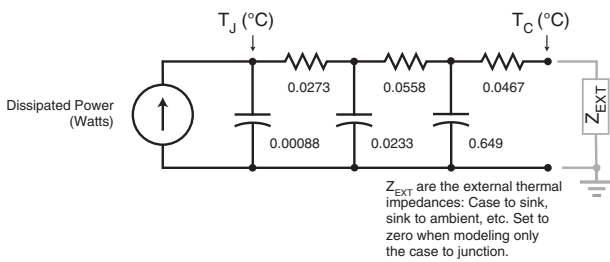 T_J (°C)
T_C (°C)
0.0273
0.0558
0.0467
Dissipated Power
(Watts)
0.00088
0.0233
0.649
Z_EXT
Z_EXT are the external thermal
impedances: Case to sink,
sink to ambient, etc. Set to
zero when modeling only
the case to junction.